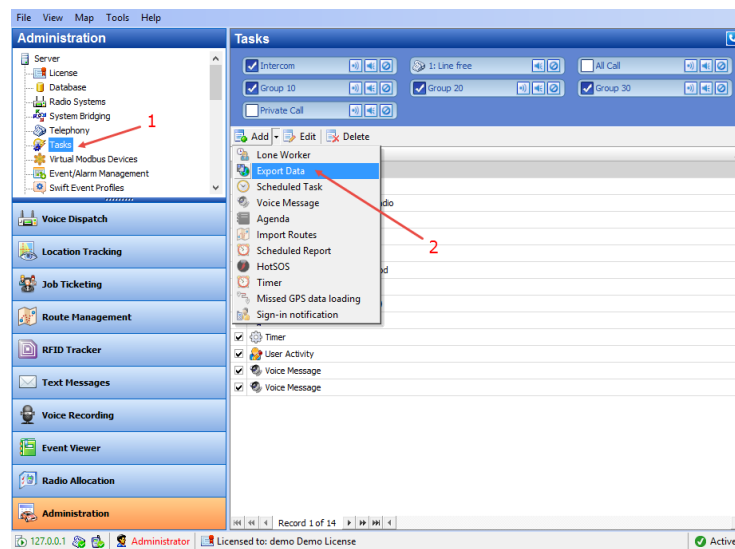 File View Map Tools Help
Administration
Tasks
Server
License
Database
Radio Systems
System Bridging
Telephony
Tasks
Virtual Modbus Devices
Event/Alarm Management
Swift Event Profiles
1
Intercom
1: Line free
All Call
Group 10
Group 20
Group 30
Private Call
Add Edit Delete
Lone Worker
Export Data
Scheduled Task
Voice Message
Agenda
Import Routes
Scheduled Report
HotSOS
Timer
Missed GPS data loading
Sign-in notification
2
Timer
User Activity
Voice Message
Voice Message
Voice Dispatch
Location Tracking
Job Ticketing
Route Management
RFID Tracker
Text Messages
Voice Recording
Event Viewer
Radio Allocation
Administration
Record 1 of 14
127.0.0.1 Administrator Licensed to: demo Demo License Active